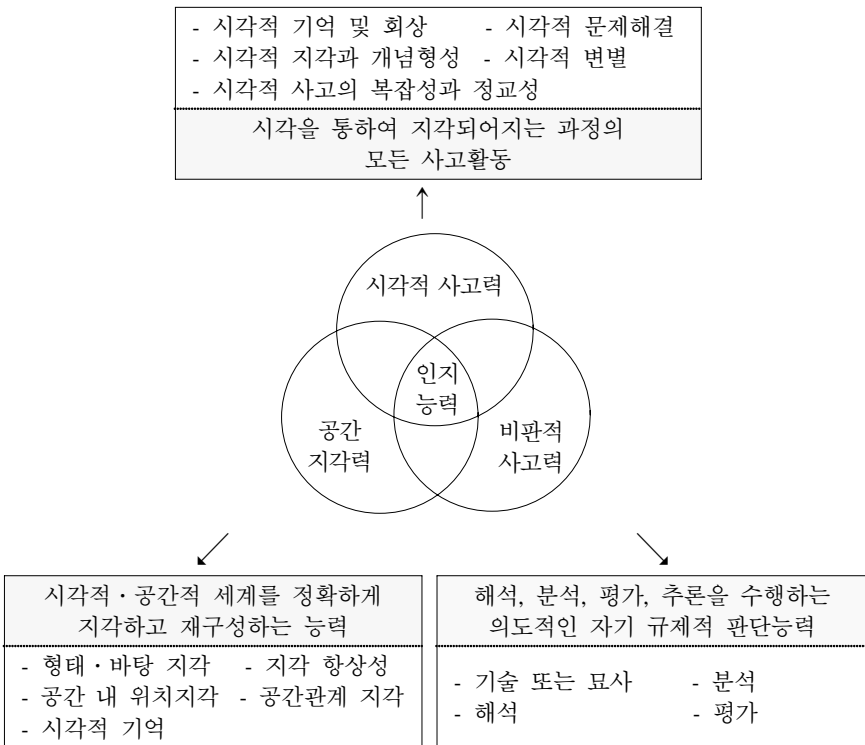 - 시각적 기억 및 회상 - 시각적 문제해결
- 시각적 지각과 개념형성 - 시각적 변별
- 시각적 사고의 복잡성과 정교성
시각을 통하여 지각되어지는 과정의
모든 사고활동
시각적 사고력
인지
능력
공간
지각력
비판적
사고력
시각적·공간적 세계를 정확하게
지각하고 재구성하는 능력
- 형태·바탕 지각 - 지각 항상성
- 공간 내 위치지각 - 공간관계 지각
- 시각적 기억
해석, 분석, 평가, 추론을 수행하는
의도적인 자기 규제적 판단능력
- 기술 또는 묘사 - 분석
- 해석 - 평가